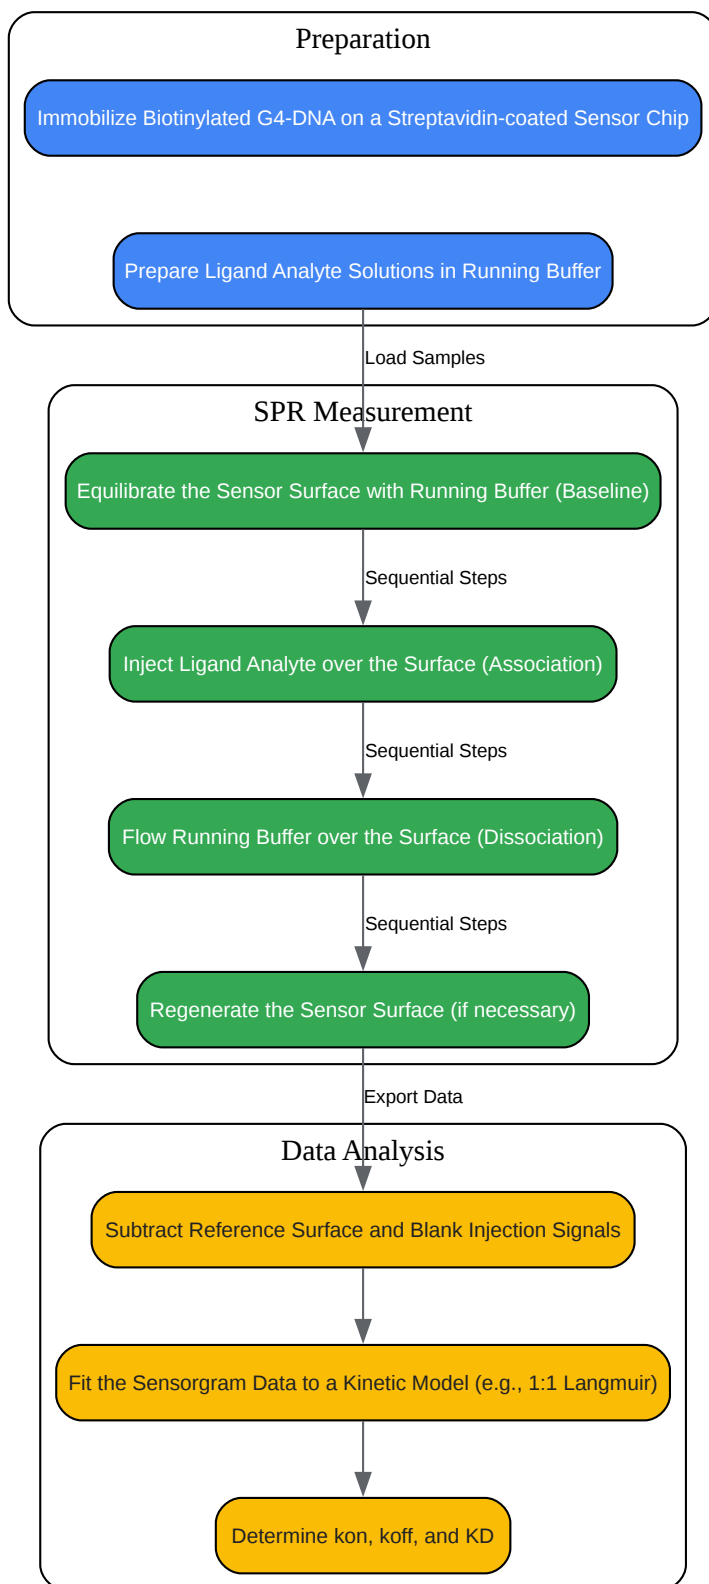 Preparation
Immobilize Biotinylated G4-DNA on a Streptavidin-coated Sensor Chip
Prepare Ligand Analyte Solutions in Running Buffer
Load Samples
SPR Measurement
Equilibrate the Sensor Surface with Running Buffer (Baseline)
Sequential Steps
Inject Ligand Analyte over the Surface (Association)
Sequential Steps
Flow Running Buffer over the Surface (Dissociation)
Sequential Steps
Regenerate the Sensor Surface (if necessary)
Export Data
Data Analysis
Subtract Reference Surface and Blank Injection Signals
Fit the Sensorgram Data to a Kinetic Model (e.g., 1:1 Langmuir)
Determine kon, koff, and KD